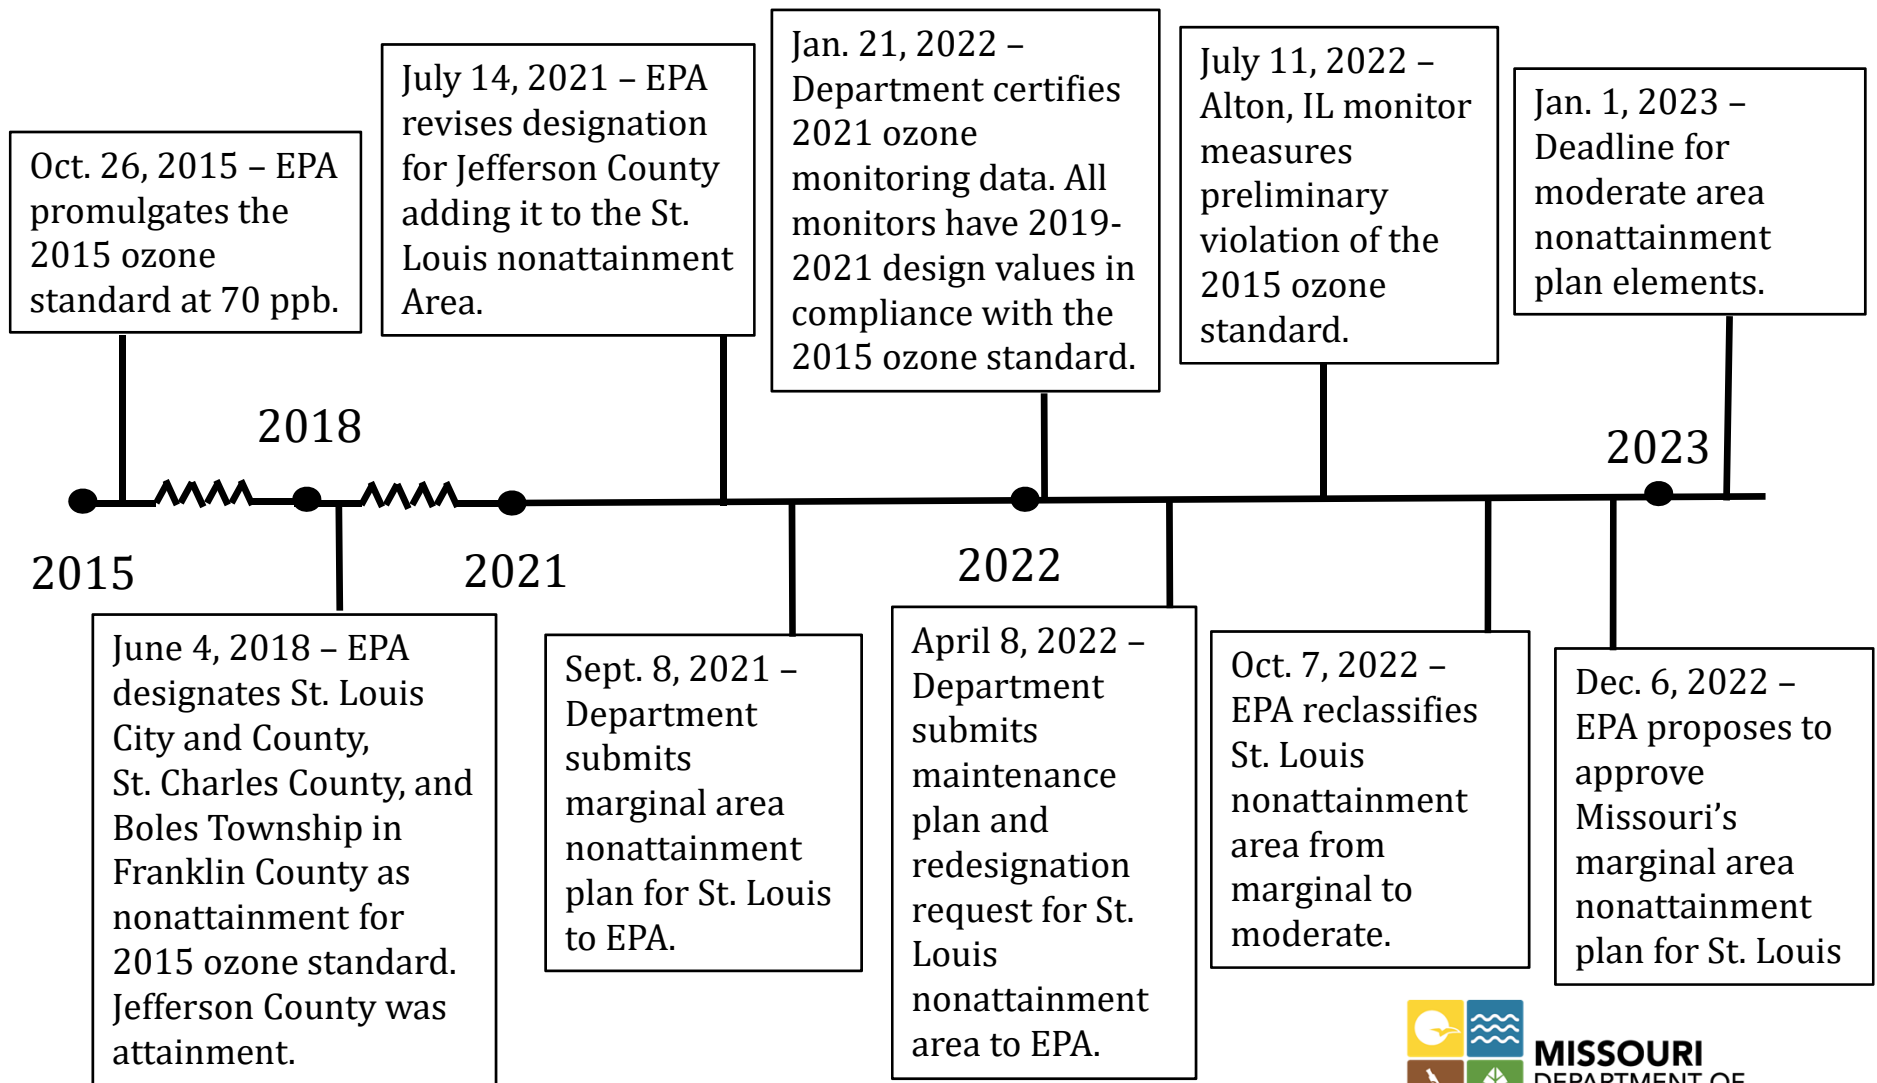 Oct. 26, 2015 – EPA
promulgates the
2015 ozone
standard at 70 ppb.
July 14, 2021 – EPA
revises designation
for Jefferson County
adding it to the St.
Louis nonattainment
Area.
Jan. 21, 2022 –
Department certifies
2021 ozone
monitoring data. All
monitors have 2019-
2021 design values in
compliance with the
2015 ozone standard.
July 11, 2022 –
Alton, IL monitor
measures
preliminary
violation of the
2015 ozone
standard.
Jan. 1, 2023 –
Deadline for
moderate area
nonattainment
plan elements.
2018
2023
2015
2021
2022
June 4, 2018 – EPA
designates St. Louis
City and County,
St. Charles County, and
Boles Township in
Franklin County as
nonattainment for
2015 ozone standard.
Jefferson County was
attainment.
Sept. 8, 2021 –
Department
submits
marginal area
nonattainment
plan for St. Louis
to EPA.
April 8, 2022 –
Department
submits
maintenance
plan and
redesignation
request for St.
Louis
nonattainment
area to EPA.
Oct. 7, 2022 –
EPA reclassifies
St. Louis
nonattainment
area from
marginal to
moderate.
Dec. 6, 2022 –
EPA proposes to
approve
Missouri’s
marginal area
nonattainment
plan for St. Louis
MISSOURI
DEPARTMENT OF